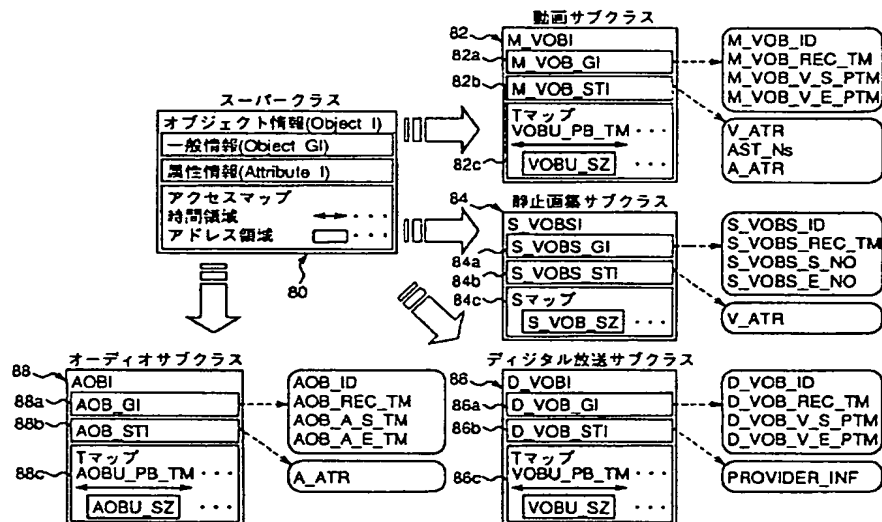 スーパークラス
オブジェクト情報(Object_I)
一般情報(Object_GI)
属性情報(Attribute_I)
アクセスマップ
時間領域 ・・・
アドレス領域 ・・・
80
動画サブクラス
82
M_VOBI
82a
M_VOB_GI
82b
M_VOB_STI
Tマップ
VOBU_PB_TM ・・・
82c
VOBU_SZ ・・・
M_VOB_ID
M_VOB_REC_TM
M_VOB_V_S_PTM
M_VOB_V_E_PTM
V_ATR
AST_Ns
A_ATR
84
静止画集サブクラス
S_VOBSI
84a
S_VOBS_GI
84b
S_VOBS_STI
84c
Sマップ
S_VOB_SZ ・・・
S_VOBS_ID
S_VOBS_REC_TM
S_VOBS_S_NO
S_VOBS_E_NO
V_ATR
オーディオサブクラス
88
AOBI
88a
AOB_GI
88b
AOB_STI
Tマップ
88c
AOBU_PB_TM ・・・
AOBU_SZ ・・・
AOB_ID
AOB_REC_TM
AOB_A_S_TM
AOB_A_E_TM
A_ATR
ディジタル放送サブクラス
86
D_VOBI
86a
D_VOB_GI
86b
D_VOB_STI
Tマップ
86c
VOBU_PB_TM ・・・
VOBU_SZ ・・・
D_VOB_ID
D_VOB_REC_TM
D_VOB_V_S_PTM
D_VOB_V_E_PTM
PROVIDER_INF